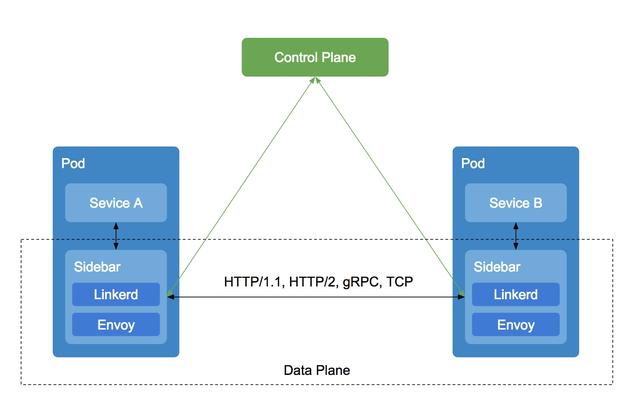 Control Plane
Pod
Sevice A
Sidebar
Linkerd
Envoy
HTTP/1.1, HTTP/2, gRPC, TCP
Pod
Sevice B
Sidebar
Linkerd
Envoy
Data Plane